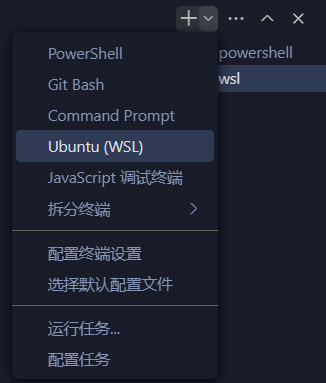 PowerShell
powershell
Git Bash
wsl
Command Prompt
Ubuntu (WSL)
JavaScript 调试终端
拆分终端
配置终端设置
选择默认配置文件
运行任务...
配置任务